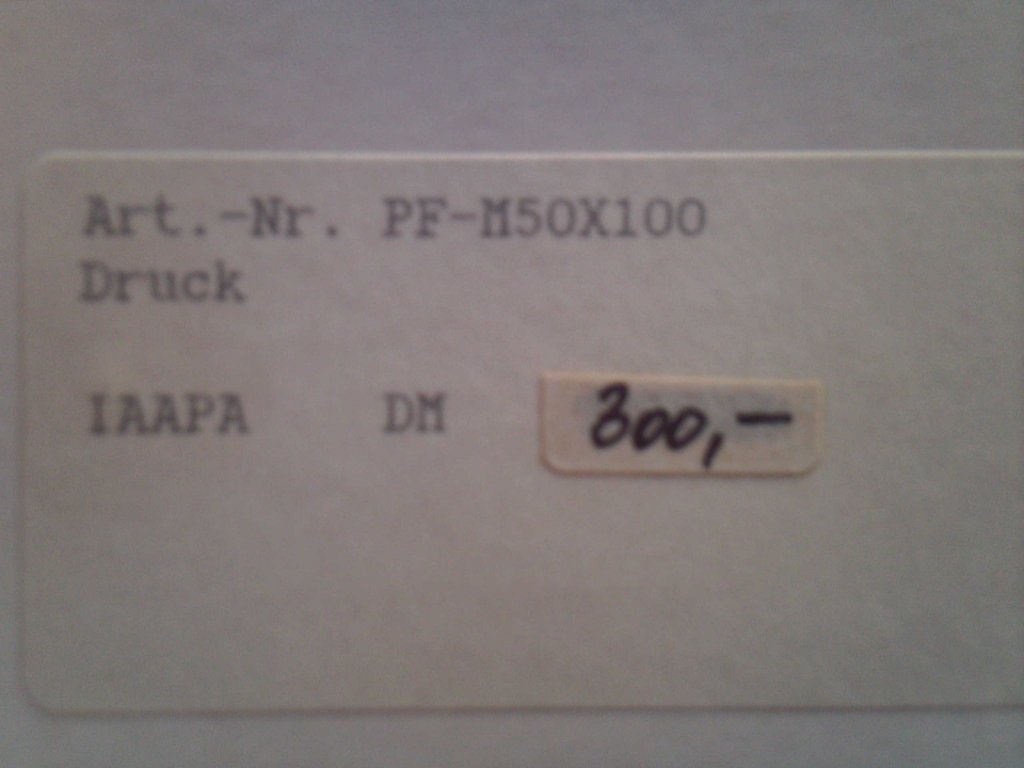 Art.-Nr. PF-M50X100
Druck
IAAPA DM 300,-